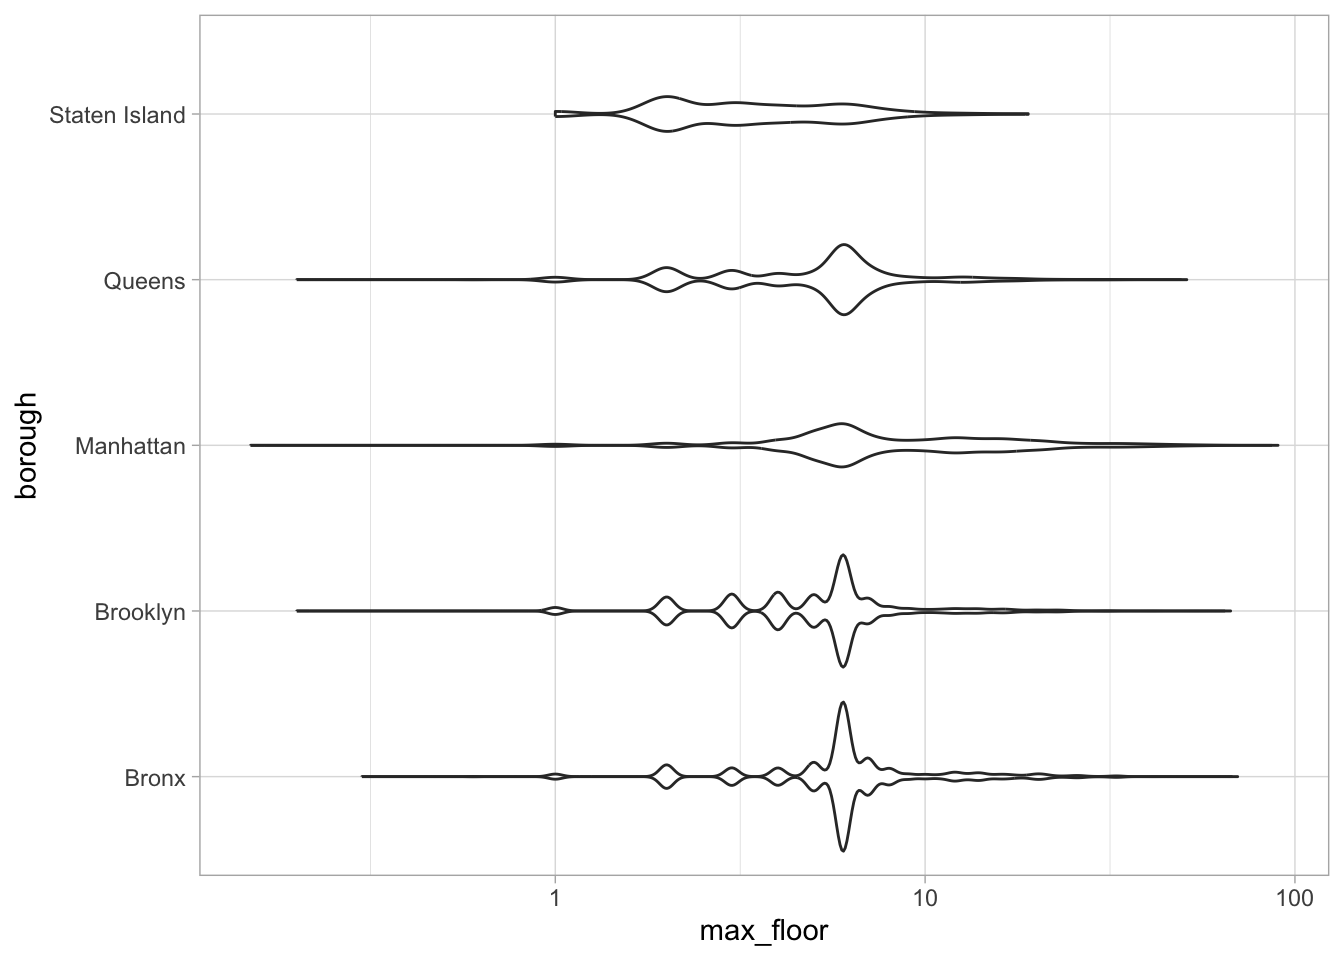 Staten Island
Queens
Manhattan
Brooklyn
Bronx
borough
1 10 100
max_floor